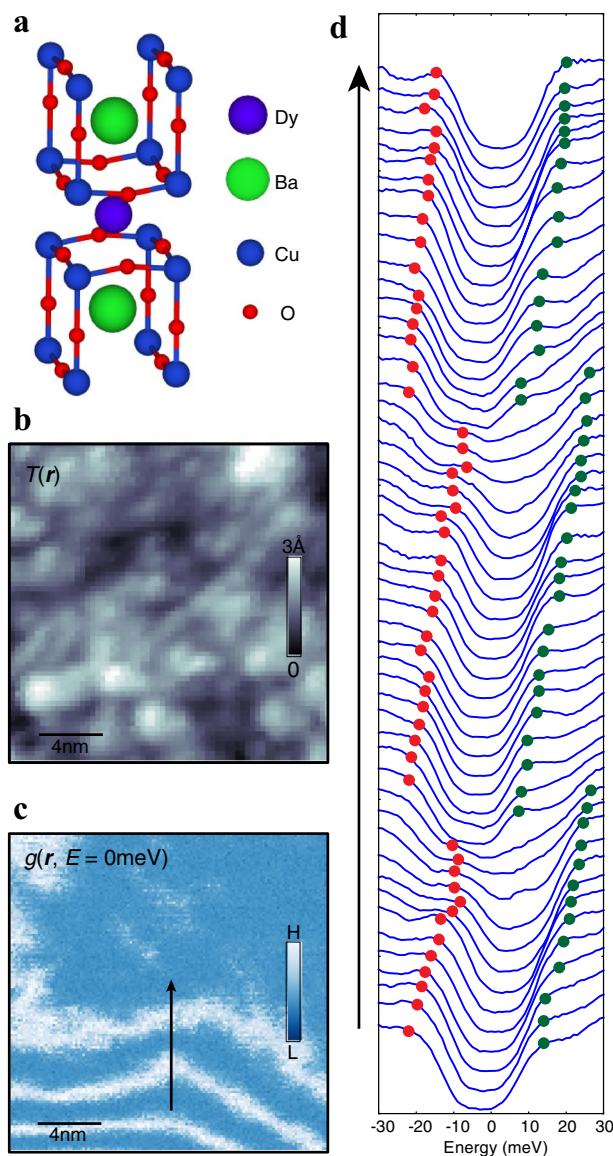 a
Dy
Ba
Cu
O
b
T(r)
3Å
0
4nm
c
g(r, E = 0meV)
H
L
4nm
d
-30 -20 -10 0 10 20 30
Energy (meV)